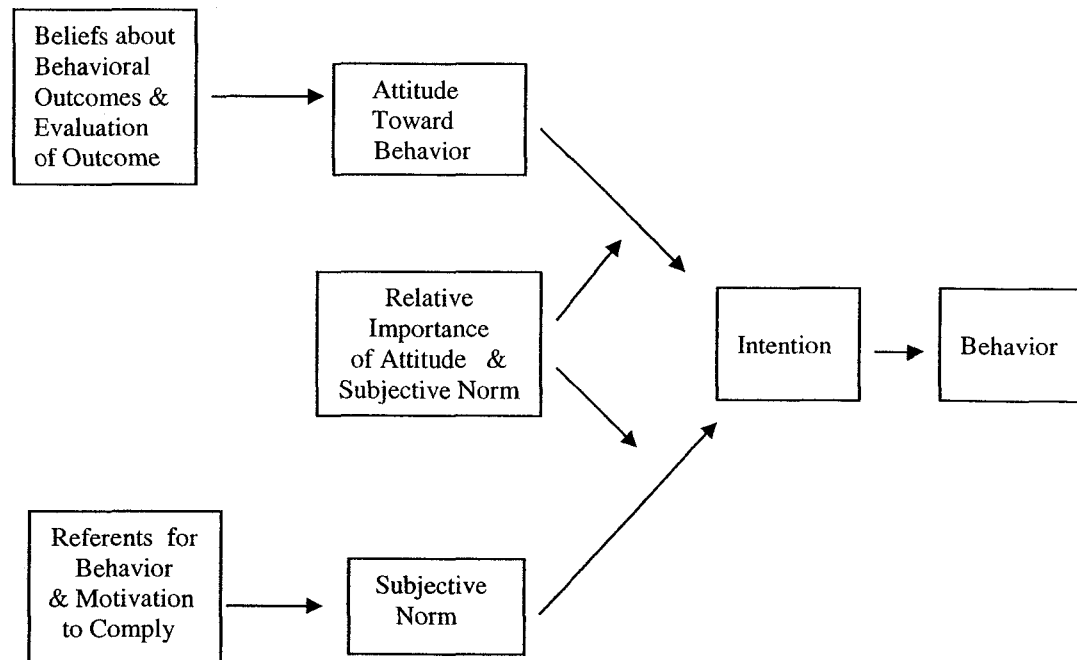 Beliefs about
Behavioral
Outcomes &
Evaluation
of Outcome
Attitude
Toward
Behavior
Relative
Importance
of Attitude &
Subjective Norm
Intention
Behavior
Referents for
Behavior
& Motivation
to Comply
Subjective
Norm